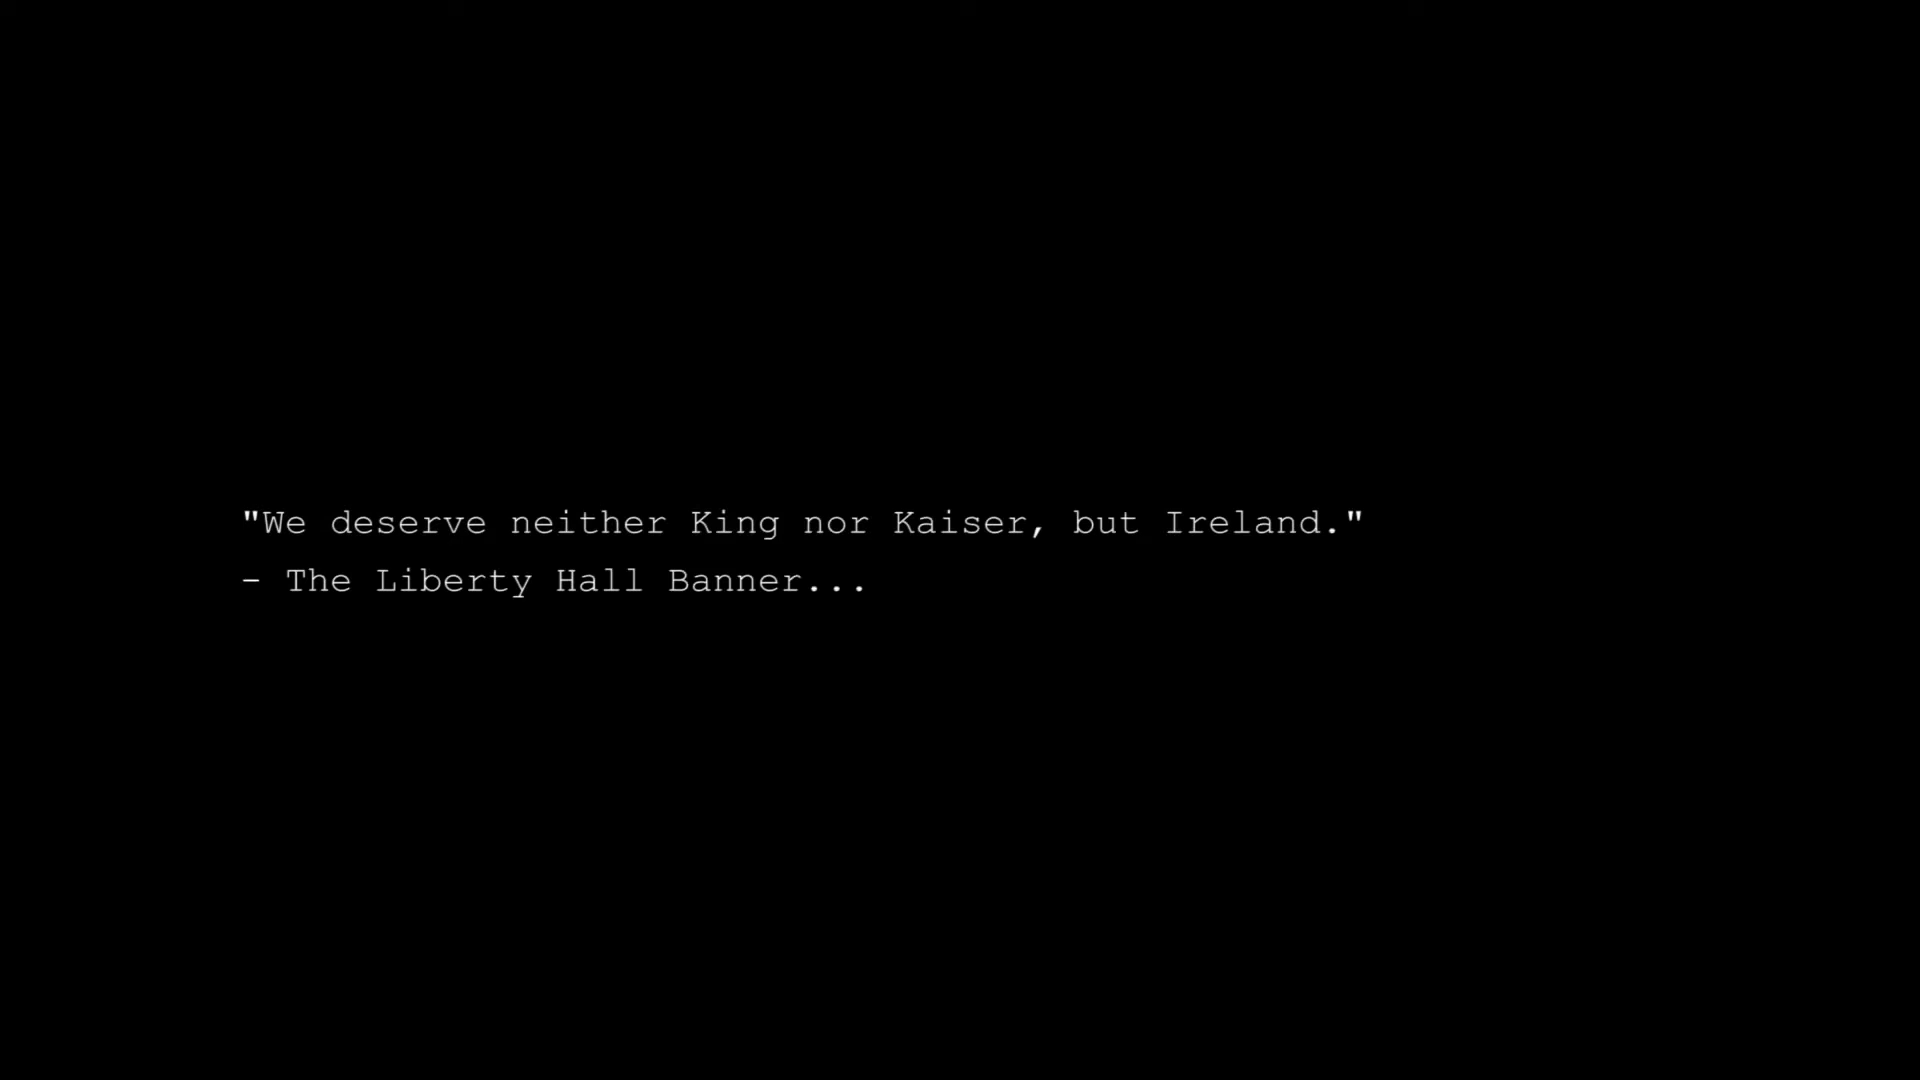 "We deserve neither King nor Kaiser, but Ireland."
- The Liberty Hall Banner...